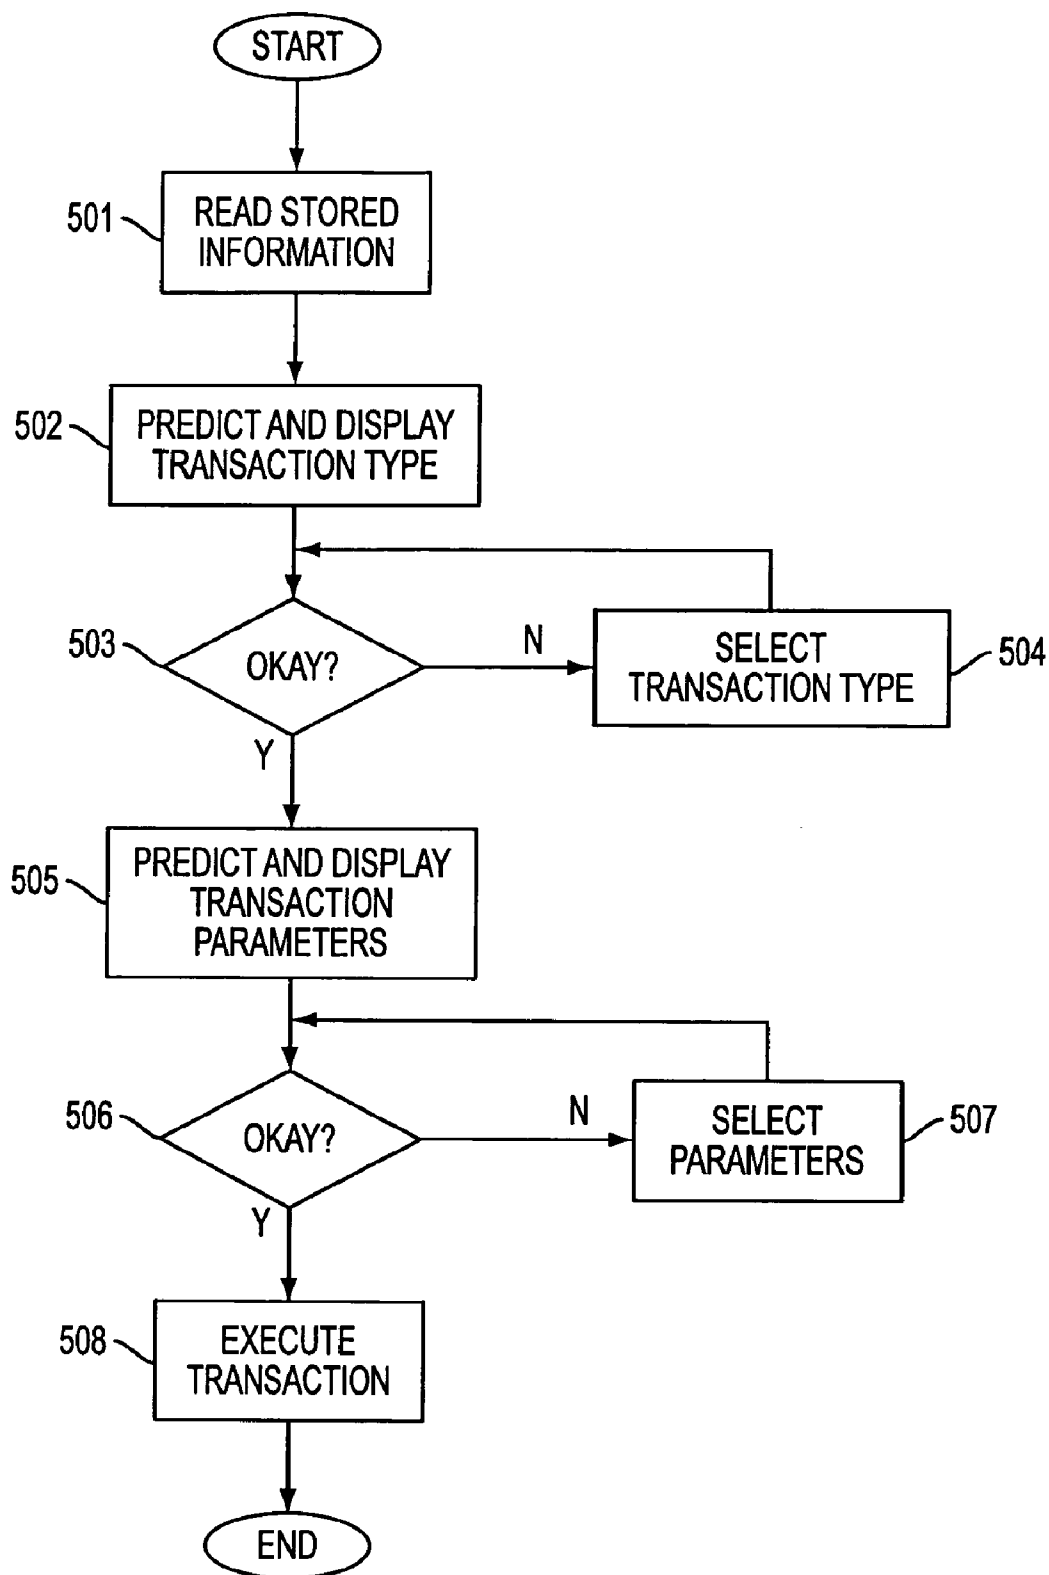 START
501
READ STORED
INFORMATION
502
PREDICT AND DISPLAY
TRANSACTION TYPE
503
OKAY?
N
SELECT
TRANSACTION TYPE
504
Y
505
PREDICT AND DISPLAY
TRANSACTION
PARAMETERS
506
OKAY?
N
SELECT
PARAMETERS
507
Y
508
EXECUTE
TRANSACTION
END